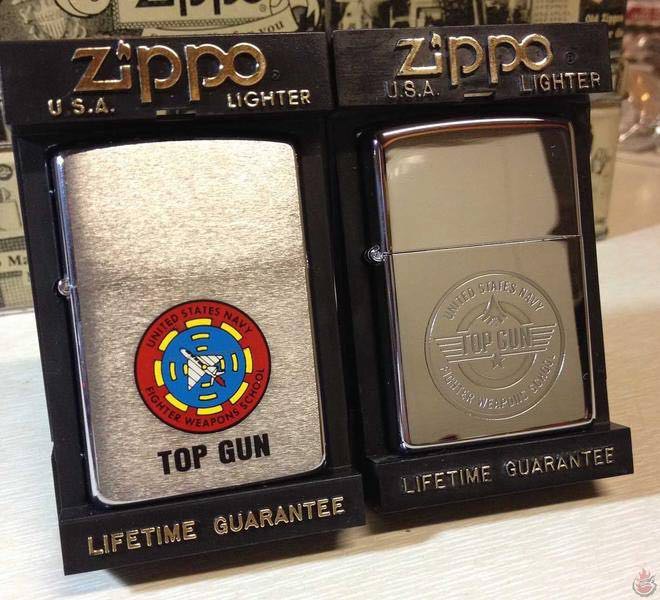 zippo
U.S.A. LIGHTER
UNITED STATES NAVY
FIGHTER WEAPONS SCHOOL
TOP GUN
LIFETIME GUARANTEE
zippo
U.S.A. LIGHTER
UNITED STATES NAVY
TOP GUN
FIGHTER WEAPONS SCHOOL
LIFETIME GUARANTEE